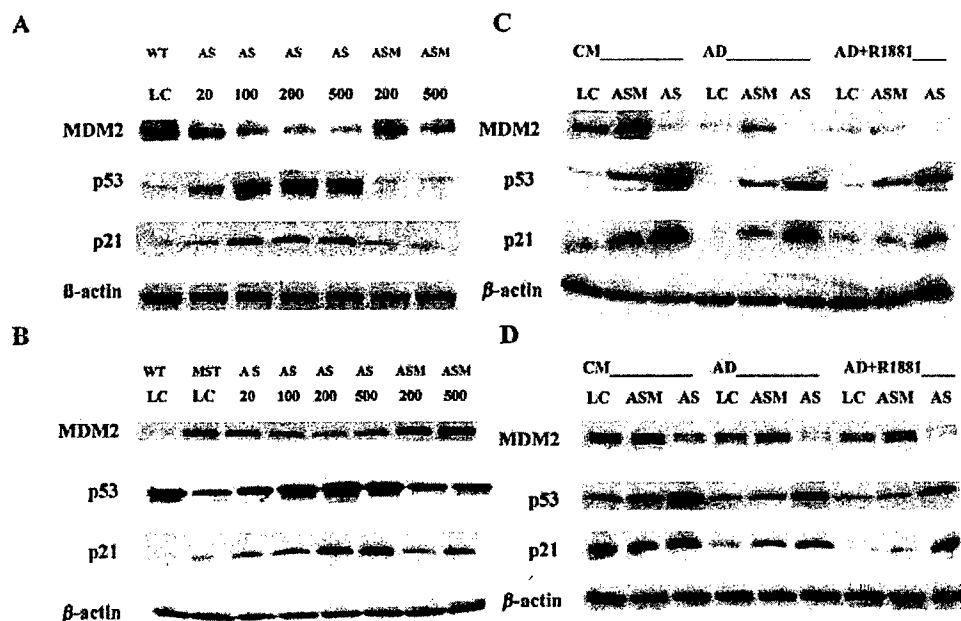 A
WT AS AS AS AS ASM ASM
LC 20 100 200 500 200 500
MDM2
p53
p21
ß-actin
B
WT MST AS AS AS AS ASM ASM
LC LC 20 100 200 500 200 500
MDM2
p53
p21
β-actin
C
CM AD AD+R1881
LC ASM AS LC ASM AS LC ASM AS
MDM2
p53
p21
β-actin
D
CM AD AD+R1881
LC ASM AS LC ASM AS LC ASM AS
MDM2
p53
p21
β-actin